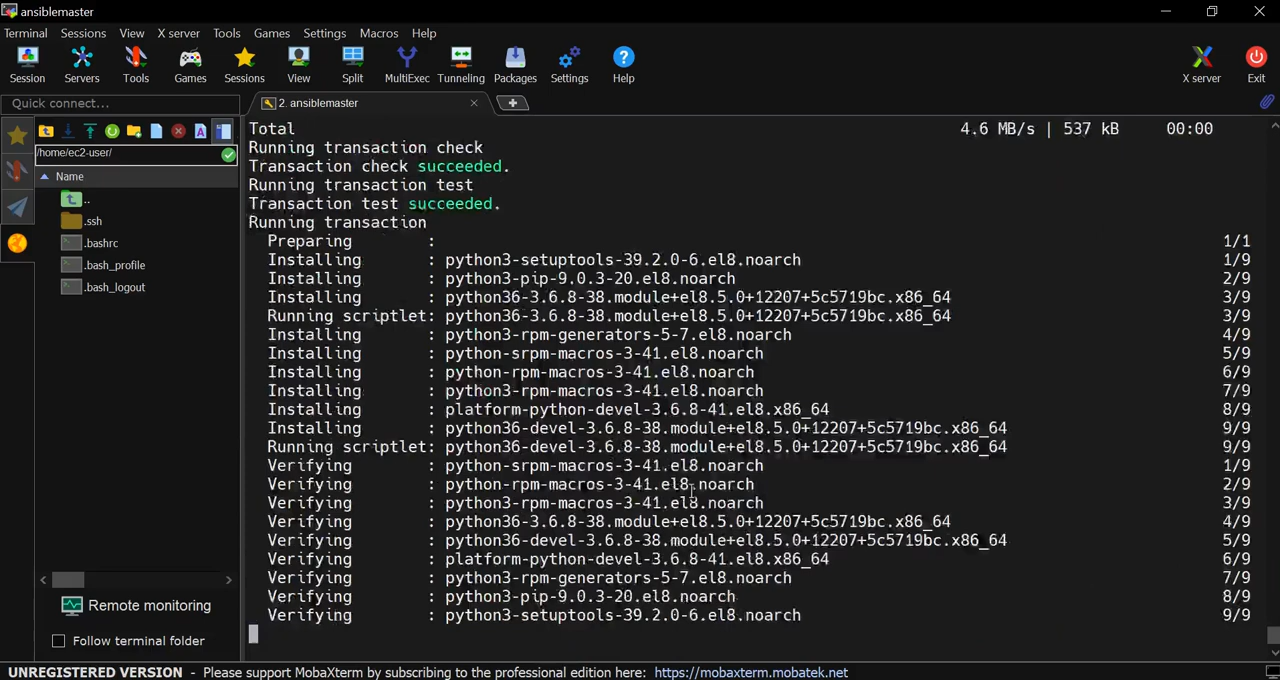 ansiblemaster
Terminal Sessions View X server Tools Games Settings Macros Help
Session Servers Tools Games Sessions View Split MultiExec Tunneling Packages Settings Help X server Exit
Quick connect...
2. ansiblemaster
/home/ec2-user/
Name
..
.ssh
.bashrc
.bash_profile
.bash_logout
Remote monitoring
Follow terminal folder
Total 4.6 MB/s | 537 kB 00:00
Running transaction check
Transaction check succeeded.
Running transaction test
Transaction test succeeded.
Running transaction
Preparing : 1/1
Installing : python3-setuptools-39.2.0-6.el8.noarch 1/9
Installing : python3-pip-9.0.3-20.el8.noarch 2/9
Installing : python36-3.6.8-38.module+el8.5.0+12207+5c5719bc.x86_64 3/9
Running scriptlet: python36-3.6.8-38.module+el8.5.0+12207+5c5719bc.x86_64 3/9
Installing : python3-rpm-generators-5-7.el8.noarch 4/9
Installing : python-srpm-macros-3-41.el8.noarch 5/9
Installing : python-rpm-macros-3-41.el8.noarch 6/9
Installing : python3-rpm-macros-3-41.el8.noarch 7/9
Installing : platform-python-devel-3.6.8-41.el8.x86_64 8/9
Installing : python36-devel-3.6.8-38.module+el8.5.0+12207+5c5719bc.x86_64 9/9
Running scriptlet: python36-devel-3.6.8-38.module+el8.5.0+12207+5c5719bc.x86_64 9/9
Verifying : python-srpm-macros-3-41.el8.noarch 1/9
Verifying : python-rpm-macros-3-41.el8.noarch 2/9
Verifying : python3-rpm-macros-3-41.el8.noarch 3/9
Verifying : python36-3.6.8-38.module+el8.5.0+12207+5c5719bc.x86_64 4/9
Verifying : python36-devel-3.6.8-38.module+el8.5.0+12207+5c5719bc.x86_64 5/9
Verifying : platform-python-devel-3.6.8-41.el8.x86_64 6/9
Verifying : python3-rpm-generators-5-7.el8.noarch 7/9
Verifying : python3-pip-9.0.3-20.el8.noarch 8/9
Verifying : python3-setuptools-39.2.0-6.el8.noarch 9/9
UNREGISTERED VERSION - Please support MobaXterm by subscribing to the professional edition here: https://mobaxterm.mobatek.net